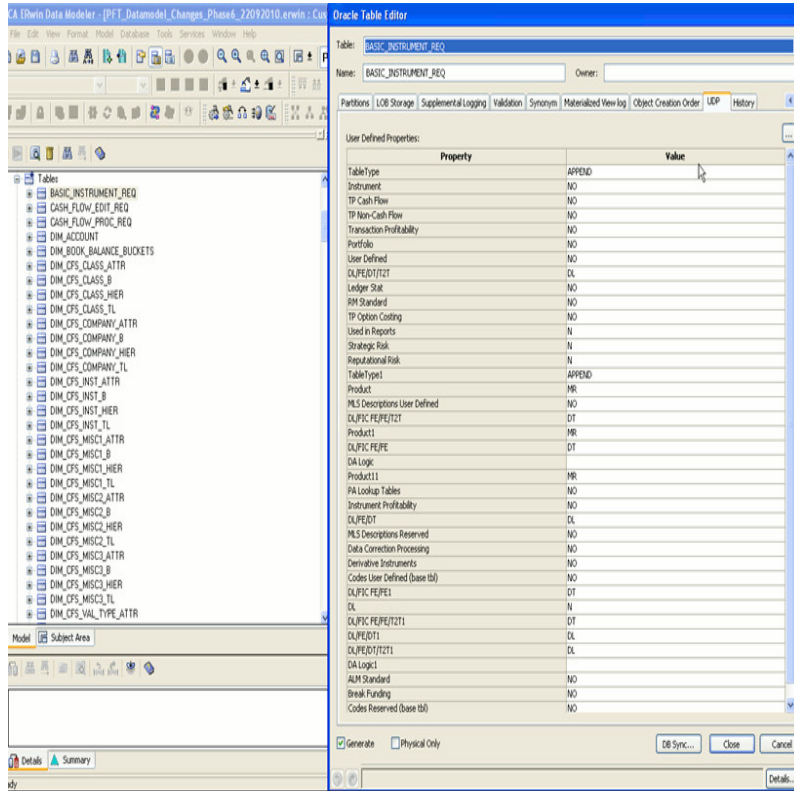 CA ERwin Data Modeler - [PFT_Datamodel_Changes_Phase6_22092010.erwin : Cus
File Edit View Format Model Database Tools Services Window Help
Tables
BASIC_INSTRUMENT_REQ
CASH_FLOW_EDIT_REQ
CASH_FLOW_PROC_REQ
DIM_ACCOUNT
DIM_BOOK_BALANCE_BUCKETS
DIM_CFS_CLASS_ATTR
DIM_CFS_CLASS_B
DIM_CFS_CLASS_HIER
DIM_CFS_CLASS_TL
DIM_CFS_COMPANY_ATTR
DIM_CFS_COMPANY_B
DIM_CFS_COMPANY_HIER
DIM_CFS_COMPANY_TL
DIM_CFS_INST_ATTR
DIM_CFS_INST_B
DIM_CFS_INST_HIER
DIM_CFS_INST_TL
DIM_CFS_MISC1_ATTR
DIM_CFS_MISC1_B
DIM_CFS_MISC1_HIER
DIM_CFS_MISC1_TL
DIM_CFS_MISC2_ATTR
DIM_CFS_MISC2_B
DIM_CFS_MISC2_HIER
DIM_CFS_MISC2_TL
DIM_CFS_MISC3_ATTR
DIM_CFS_MISC3_B
DIM_CFS_MISC3_HIER
DIM_CFS_MISC3_TL
DIM_CFS_VAL_TYPE_ATTR
Model Subject Area
Details Summary
Oracle Table Editor
Table: BASIC_INSTRUMENT_REQ
Name: BASIC_INSTRUMENT_REQ Owner:
Partitions LOB Storage Supplemental Logging Validation Synonym Materialized View log Object Creation Order UDP History
User Defined Properties:
...
Property Value
TableType APPEND
Instrument NO
TP Cash Flow NO
TP Non-Cash Flow NO
Transaction Profitability NO
Portfolio NO
User Defined NO
DL/FE/DT/T2T DL
Ledger Stat NO
RM Standard NO
TP Option Costing NO
Used in Reports N
Strategic Risk N
Reputational Risk N
TableType1 APPEND
Product MR
MLS Descriptions User Defined NO
DL/FIC FE/FE/T2T DT
Product1 MR
DL/FIC FE/FE DT
DA Logic
Product11 MR
PA Lookup Tables NO
Instrument Profitability NO
DL/FE/DT DL
MLS Descriptions Reserved NO
Data Correction Processing NO
Derivative Instruments NO
Codes User Defined (base tbl) NO
DL/FIC FE/FE1 DT
DL N
DL/FIC FE/FE/T2T1 DT
DL/FE/DT1 DL
DL/FE/DT/T2T1 DL
DA Logic1
ALM Standard NO
Break Funding NO
Codes Reserved (base tbl) NO
Generate Physical Only DB Sync... Close Cancel
Details..